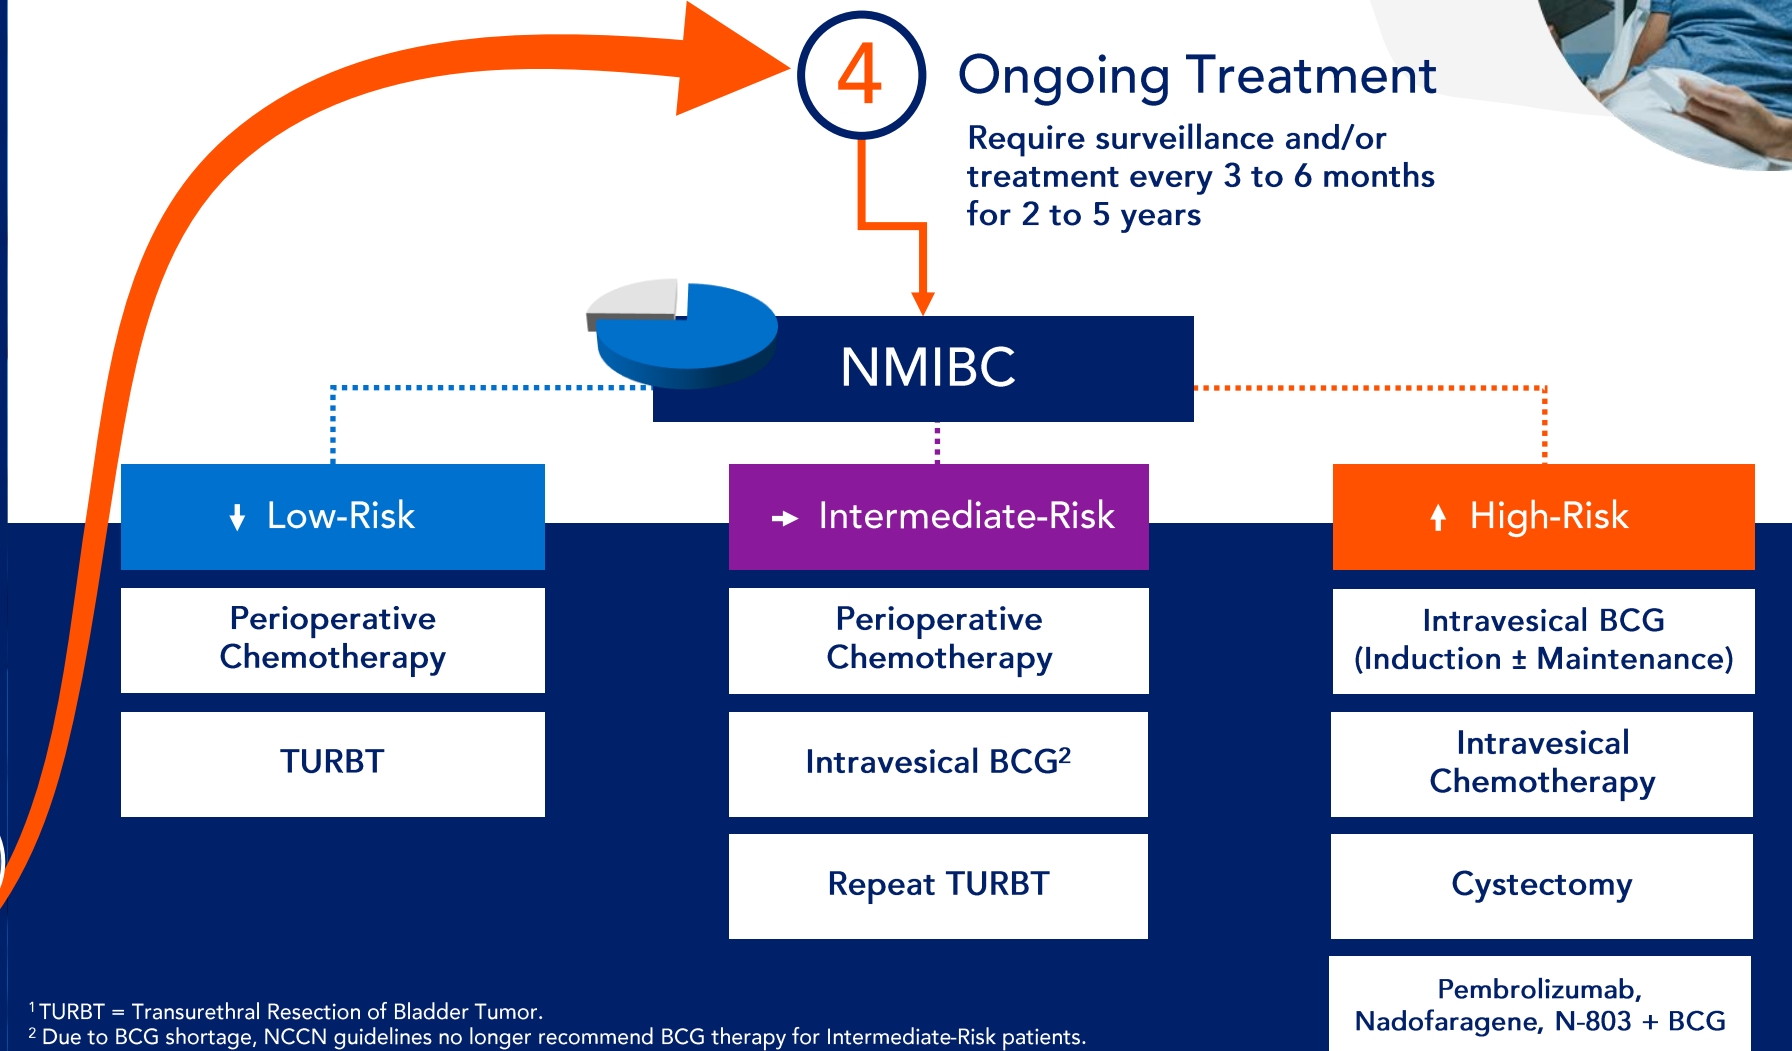 4
Ongoing Treatment
Require surveillance and/or
treatment every 3 to 6 months
for 2 to 5 years
NMIBC
Low-Risk
Perioperative
Chemotherapy
TURBT
Intermediate-Risk
Perioperative
Chemotherapy
Intravesical BCG²
Repeat TURBT
High-Risk
Intravesical BCG
(Induction ± Maintenance)
Intravesical
Chemotherapy
Cystectomy
Pembrolizumab,
Nadofaragene, N-803 + BCG
¹ TURBT = Transurethral Resection of Bladder Tumor.
² Due to BCG shortage, NCCN guidelines no longer recommend BCG therapy for Intermediate-Risk patients.